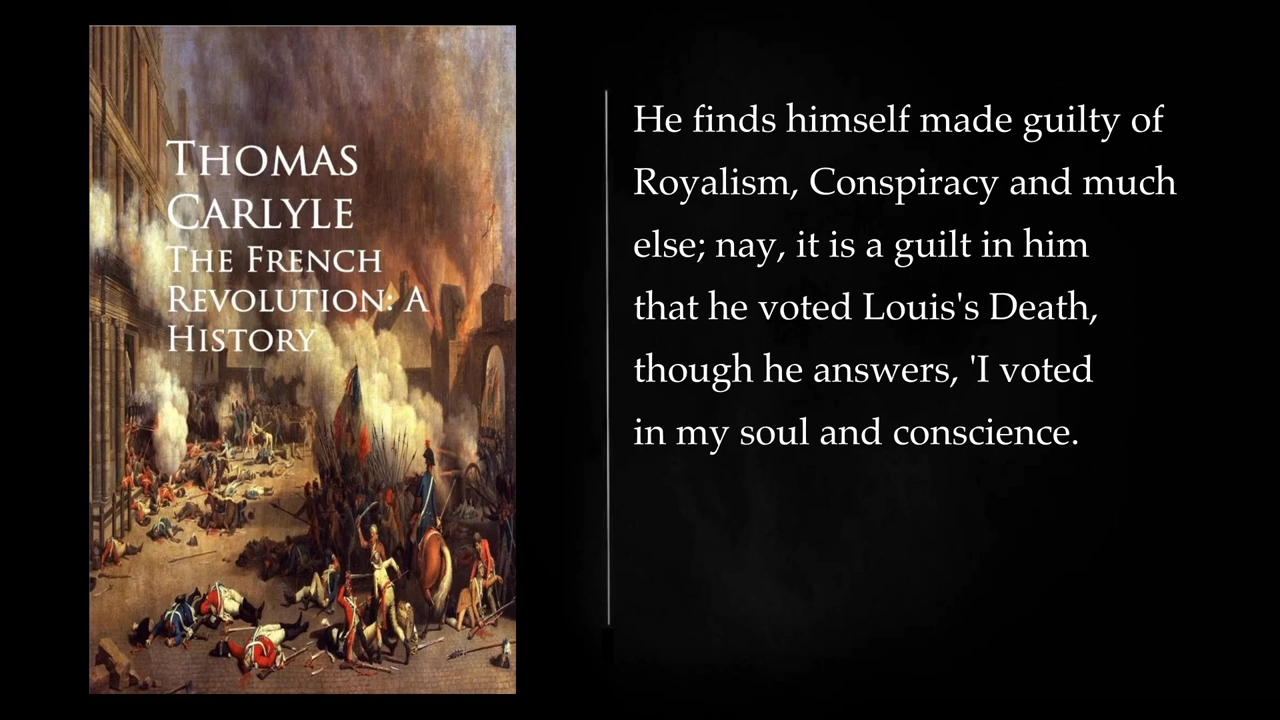 THOMAS
CARLYLE
THE FRENCH
REVOLUTION: A
HISTORY
He finds himself made guilty of
Royalism, Conspiracy and much
else; nay, it is a guilt in him
that he voted Louis's Death,
though he answers, 'I voted
in my soul and conscience.